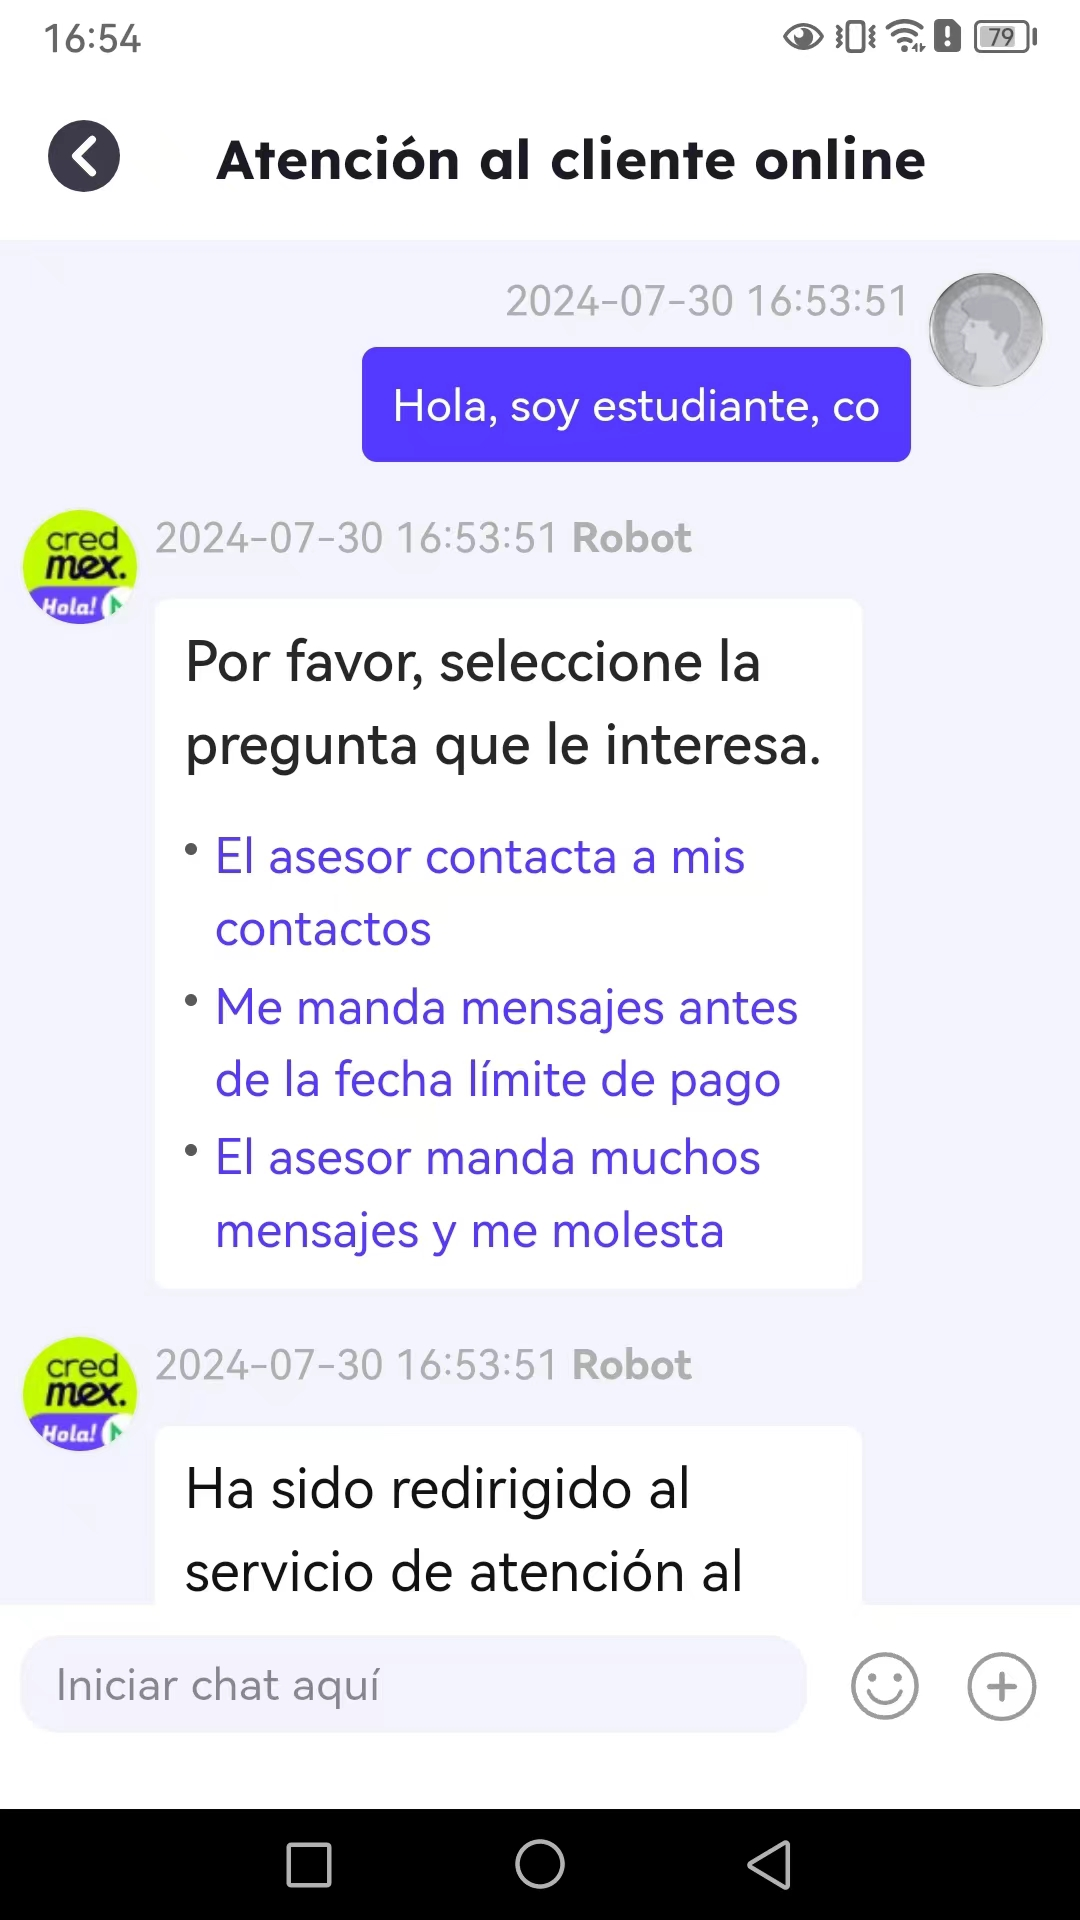 16:54
79
Atención al cliente online
2024-07-30 16:53:51
Hola, soy estudiante, co
cred
mex.
Hola!
2024-07-30 16:53:51 Robot
Por favor, seleccione la
pregunta que le interesa.
• El asesor contacta a mis
contactos
• Me manda mensajes antes
de la fecha límite de pago
• El asesor manda muchos
mensajes y me molesta
cred
mex.
Hola!
2024-07-30 16:53:51 Robot
Ha sido redirigido al
servicio de atención al
Iniciar chat aquí